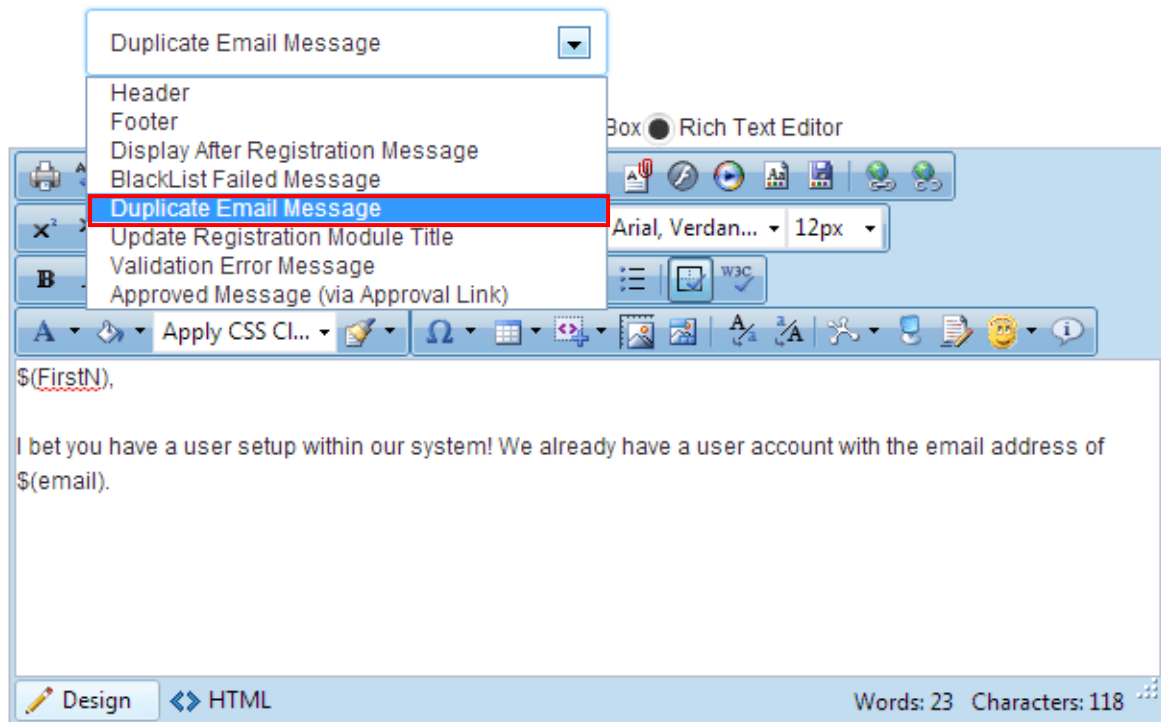 Duplicate Email Message
Header
Footer
Display After Registration Message
BlackList Failed Message
Duplicate Email Message
Update Registration Module Title
Validation Error Message
Approved Message (via Approval Link)
Box Rich Text Editor
Arial, Verdan... 12px
B W3C
A Apply CSS Cl... Ω
$(FirstN),
I bet you have a user setup within our system! We already have a user account with the email address of
$(email).
Design HTML Words: 23 Characters: 118